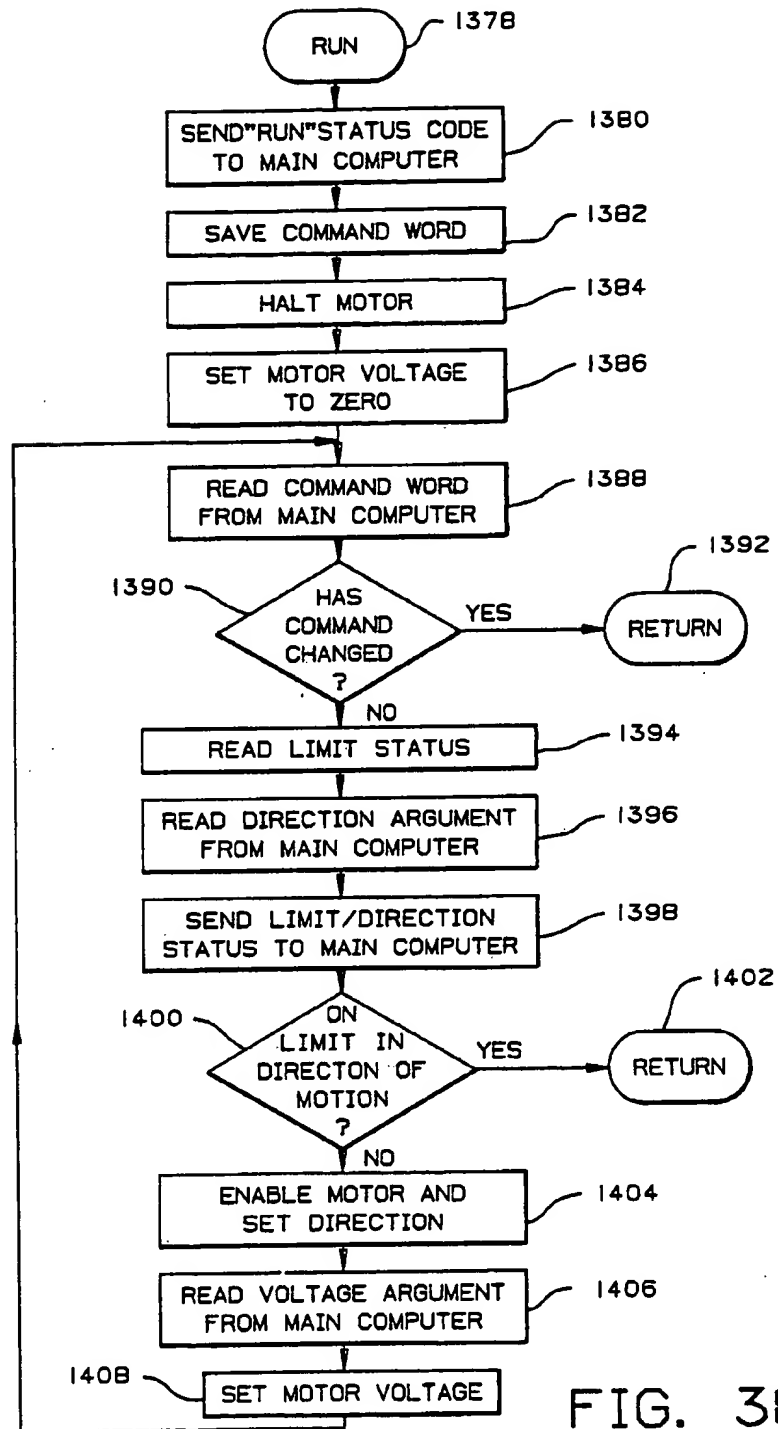 RUN
1378
SEND"RUN"STATUS CODE
TO MAIN COMPUTER
1380
SAVE COMMAND WORD
1382
HALT MOTOR
1384
SET MOTOR VOLTAGE
TO ZERO
1386
READ COMMAND WORD
FROM MAIN COMPUTER
1388
1390
HAS
COMMAND
CHANGED
?
YES
1392
RETURN
NO
READ LIMIT STATUS
1394
READ DIRECTION ARGUMENT
FROM MAIN COMPUTER
1396
SEND LIMIT/DIRECTION
STATUS TO MAIN COMPUTER
1398
1400
ON
LIMIT IN
DIRECTON OF
MOTION
?
YES
1402
RETURN
NO
ENABLE MOTOR AND
SET DIRECTION
1404
READ VOLTAGE ARGUMENT
FROM MAIN COMPUTER
1406
1408
SET MOTOR VOLTAGE
FIG.